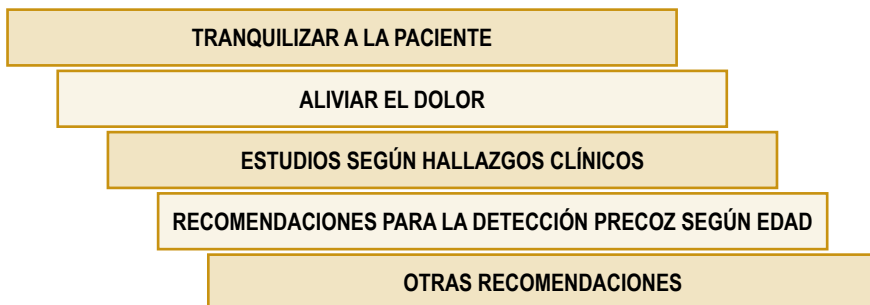 TRANQUILIZAR A LA PACIENTE
ALIVIAR EL DOLOR
ESTUDIOS SEGÚN HALLAZGOS CLÍNICOS
RECOMENDACIONES PARA LA DETECCIÓN PRECOZ SEGÚN EDAD
OTRAS RECOMENDACIONES